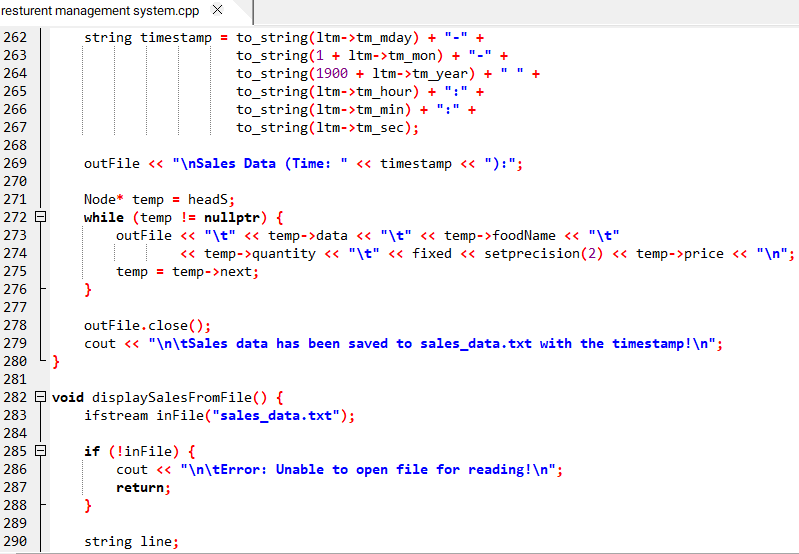 resturent management system.cpp ×
262 string timestamp = to_string(ltm->tm_mday) + "-" +
263 to_string(1 + ltm->tm_mon) + "-" +
264 to_string(1900 + ltm->tm_year) + " " +
265 to_string(ltm->tm_hour) + ":" +
266 to_string(ltm->tm_min) + ":" +
267 to_string(ltm->tm_sec);
268
269 outFile << "\nSales Data (Time: " << timestamp << "):";
270
271 Node* temp = headS;
272 while (temp != nullptr) {
273 outFile << "\t" << temp->data << "\t" << temp->foodName << "\t"
274 << temp->quantity << "\t" << fixed << setprecision(2) << temp->price << "\n";
275 temp = temp->next;
276 }
277
278 outFile.close();
279 cout << "\n\tSales data has been saved to sales_data.txt with the timestamp!\n";
280 }
281
282 void displaySalesFromFile() {
283 ifstream inFile("sales_data.txt");
284
285 if (!inFile) {
286 cout << "\n\tError: Unable to open file for reading!\n";
287 return;
288 }
289
290 string line;